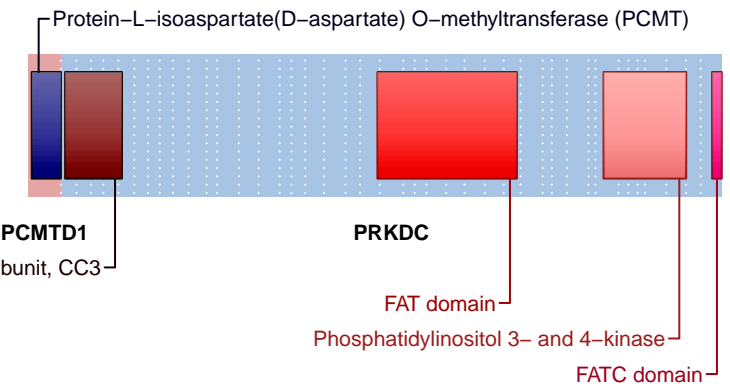 Protein−L−isoaspartate(D−aspartate) O−methyltransferase (PCMT)
PCMTD1
PRKDC
bunit, CC3
FAT domain
Phosphatidylinositol 3− and 4−kinase
FATC domain